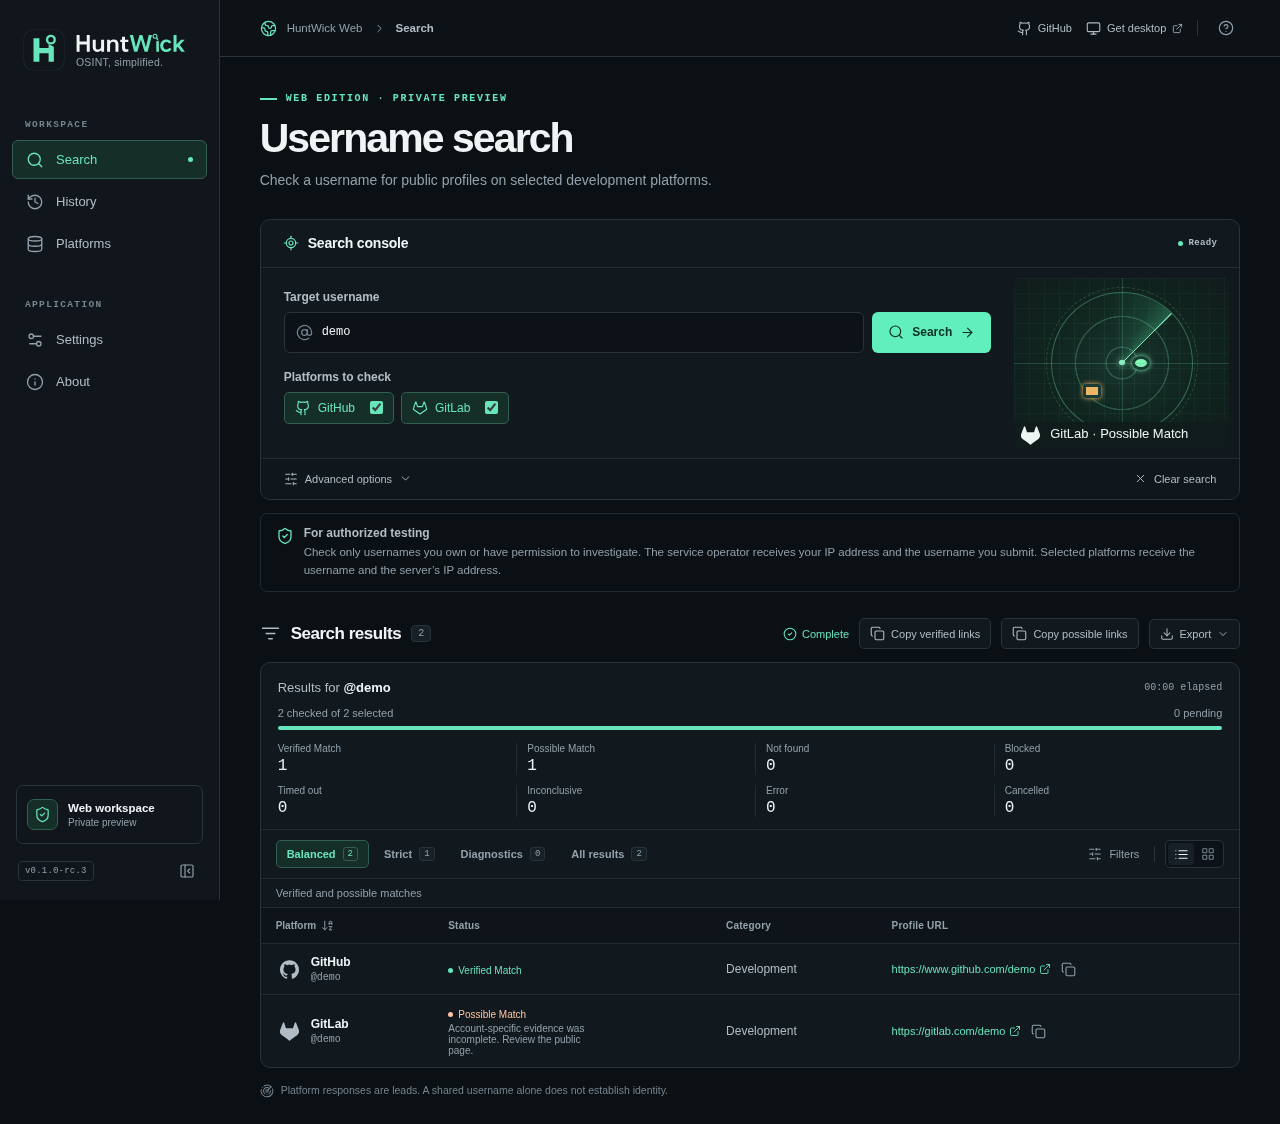 HuntWick
OSINT, simplified.
WORKSPACE
Search
History
Platforms
APPLICATION
Settings
About
Web workspace
Private preview
v0.1.0-rc.3
HuntWick Web
Search
GitHub
Get desktop
WEB EDITION · PRIVATE PREVIEW
Username search
Check a username for public profiles on selected development platforms.
Search console
Ready
Target username
demo
Search
Platforms to check
GitHub
GitLab
GitLab · Possible Match
Advanced options
Clear search
For authorized testing
Check only usernames you own or have permission to investigate. The service operator receives your IP address and the username you submit. Selected platforms receive the
username and the server’s IP address.
Search results 2
Complete
Copy verified links
Copy possible links
Export
Results for @demo
00:00 elapsed
2 checked of 2 selected
0 pending
Verified Match
1
Possible Match
1
Not found
0
Blocked
0
Timed out
0
Inconclusive
0
Error
0
Cancelled
0
Balanced 2
Strict 1
Diagnostics 0
All results 2
Filters
Verified and possible matches
Platform
Status
Category
Profile URL
GitHub
@demo
Verified Match
Development
https://www.github.com/demo
GitLab
@demo
Possible Match
Account-specific evidence was
incomplete. Review the public
page.
Development
https://gitlab.com/demo
Platform responses are leads. A shared username alone does not establish identity.